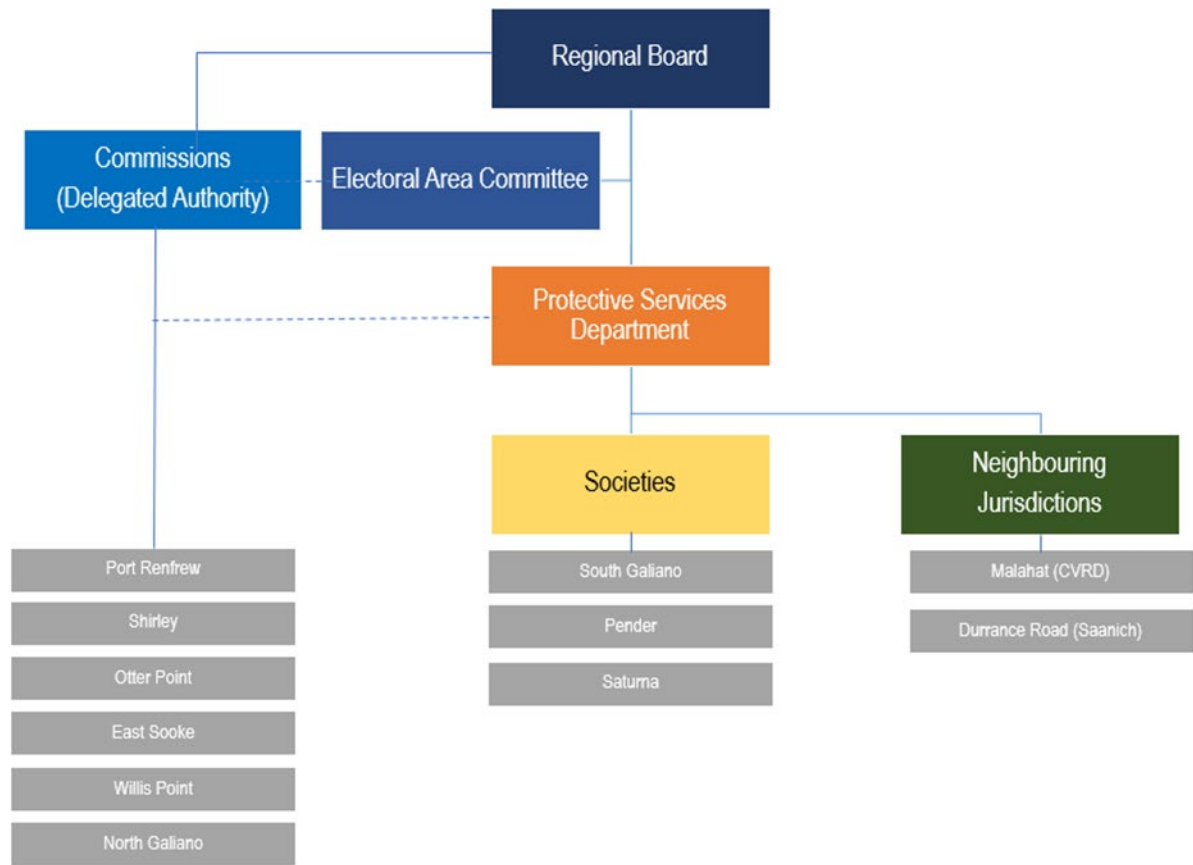 Regional Board
Commissions
(Delegated Authority)
Electoral Area Committee
Protective Services
Department
Societies
Neighbouring
Jurisdictions
Port Renfrew
Shirley
Otter Point
East Sooke
Willis Point
North Galiano
South Galiano
Pender
Saturna
Malahat (CVRD)
Durrance Road (Saanich)